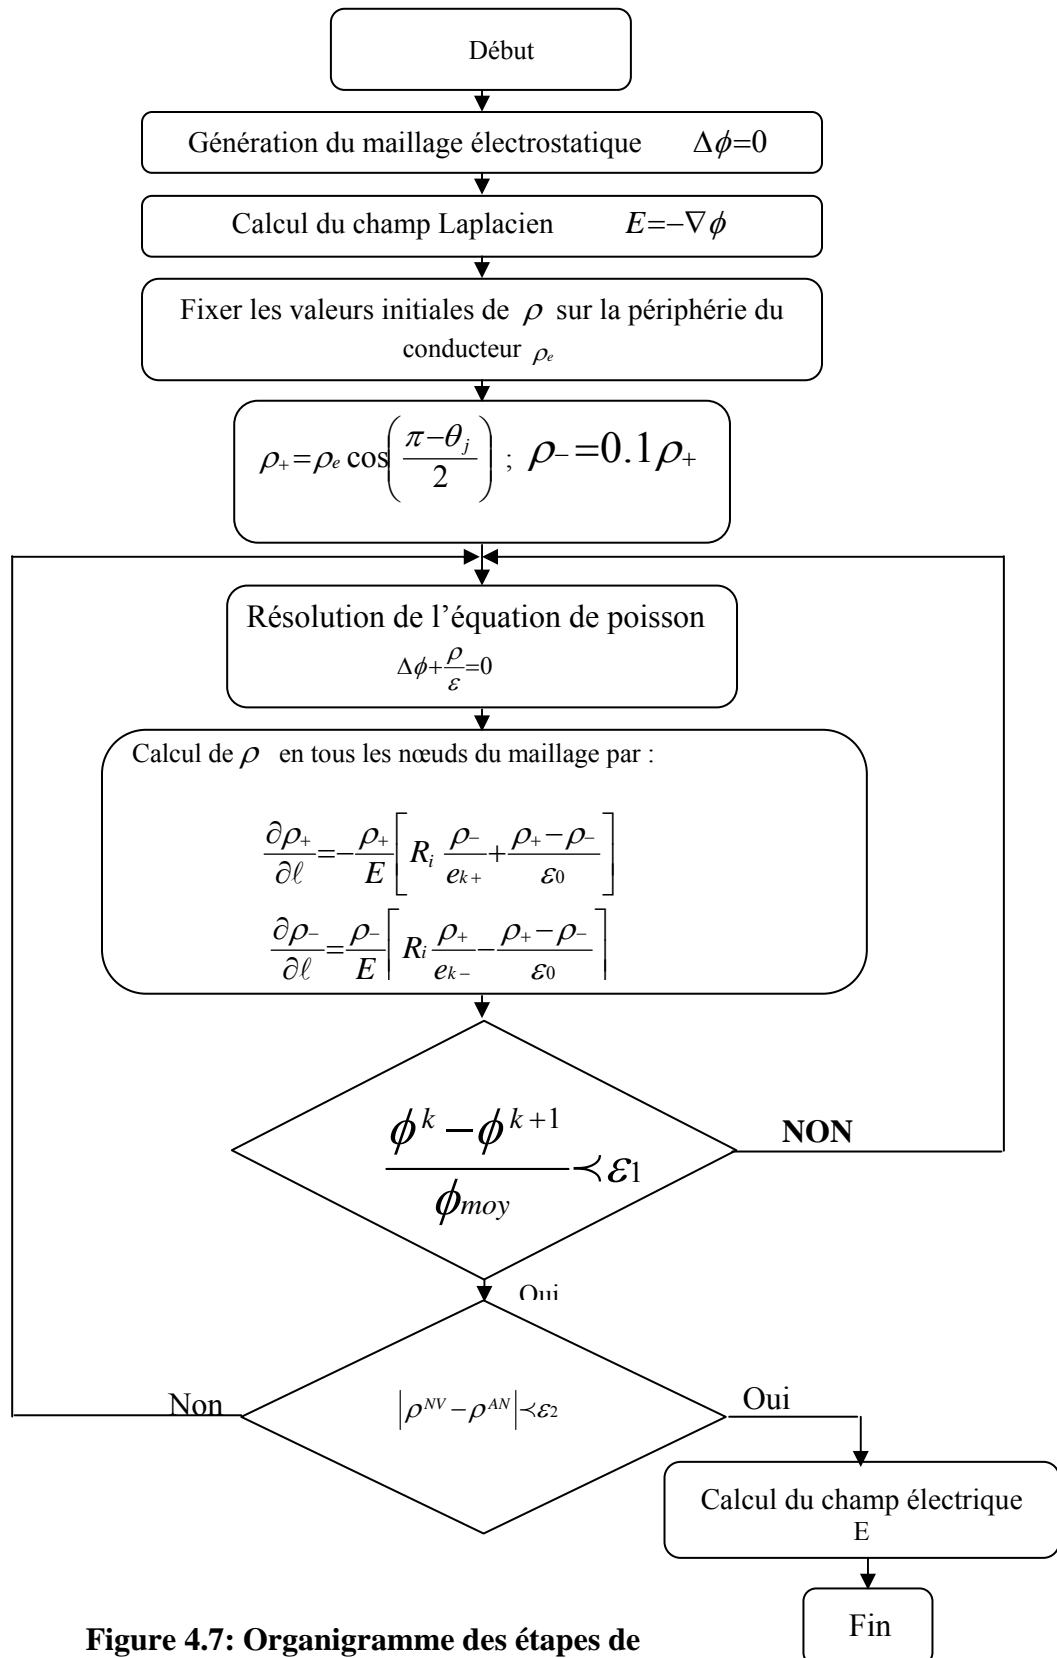 Début
Génération du maillage électrostatique Δϕ=0
Calcul du champ Laplacien E=−∇ϕ
Fixer les valeurs initiales de ρ sur la périphérie du
conducteur ρe
ρ+=ρe cos((π−θj)/2) ; ρ−=0.1ρ+
Résolution de l’équation de poisson
Δϕ+ρ/ε=0
Calcul de ρ en tous les nœuds du maillage par :
∂ρ+/∂ℓ=−ρ+/E[Ri ρ−/ek+ + (ρ+−ρ−)/ε0]
∂ρ−/∂ℓ=ρ−/E[Ri ρ+/ek− − (ρ+−ρ−)/ε0]
(ϕ^k−ϕ^k+1)/ϕmoy ≺ε1
NON
Oui
|ρ^NV−ρ^AN|≺ε2
Non
Oui
Calcul du champ électrique
E
Fin
Figure 4.7: Organigramme des étapes de